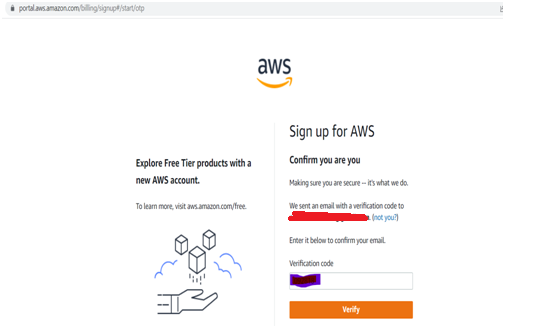 portal.aws.amazon.com/billing/signup#/start/otp
aws
Explore Free Tier products with a
new AWS account.
To learn more, visit aws.amazon.com/free.
Sign up for AWS
Confirm you are you
Making sure you are secure -- it's what we do.
We sent an email with a verification code to
(not you?)
Enter it below to confirm your email.
Verification code
Verify